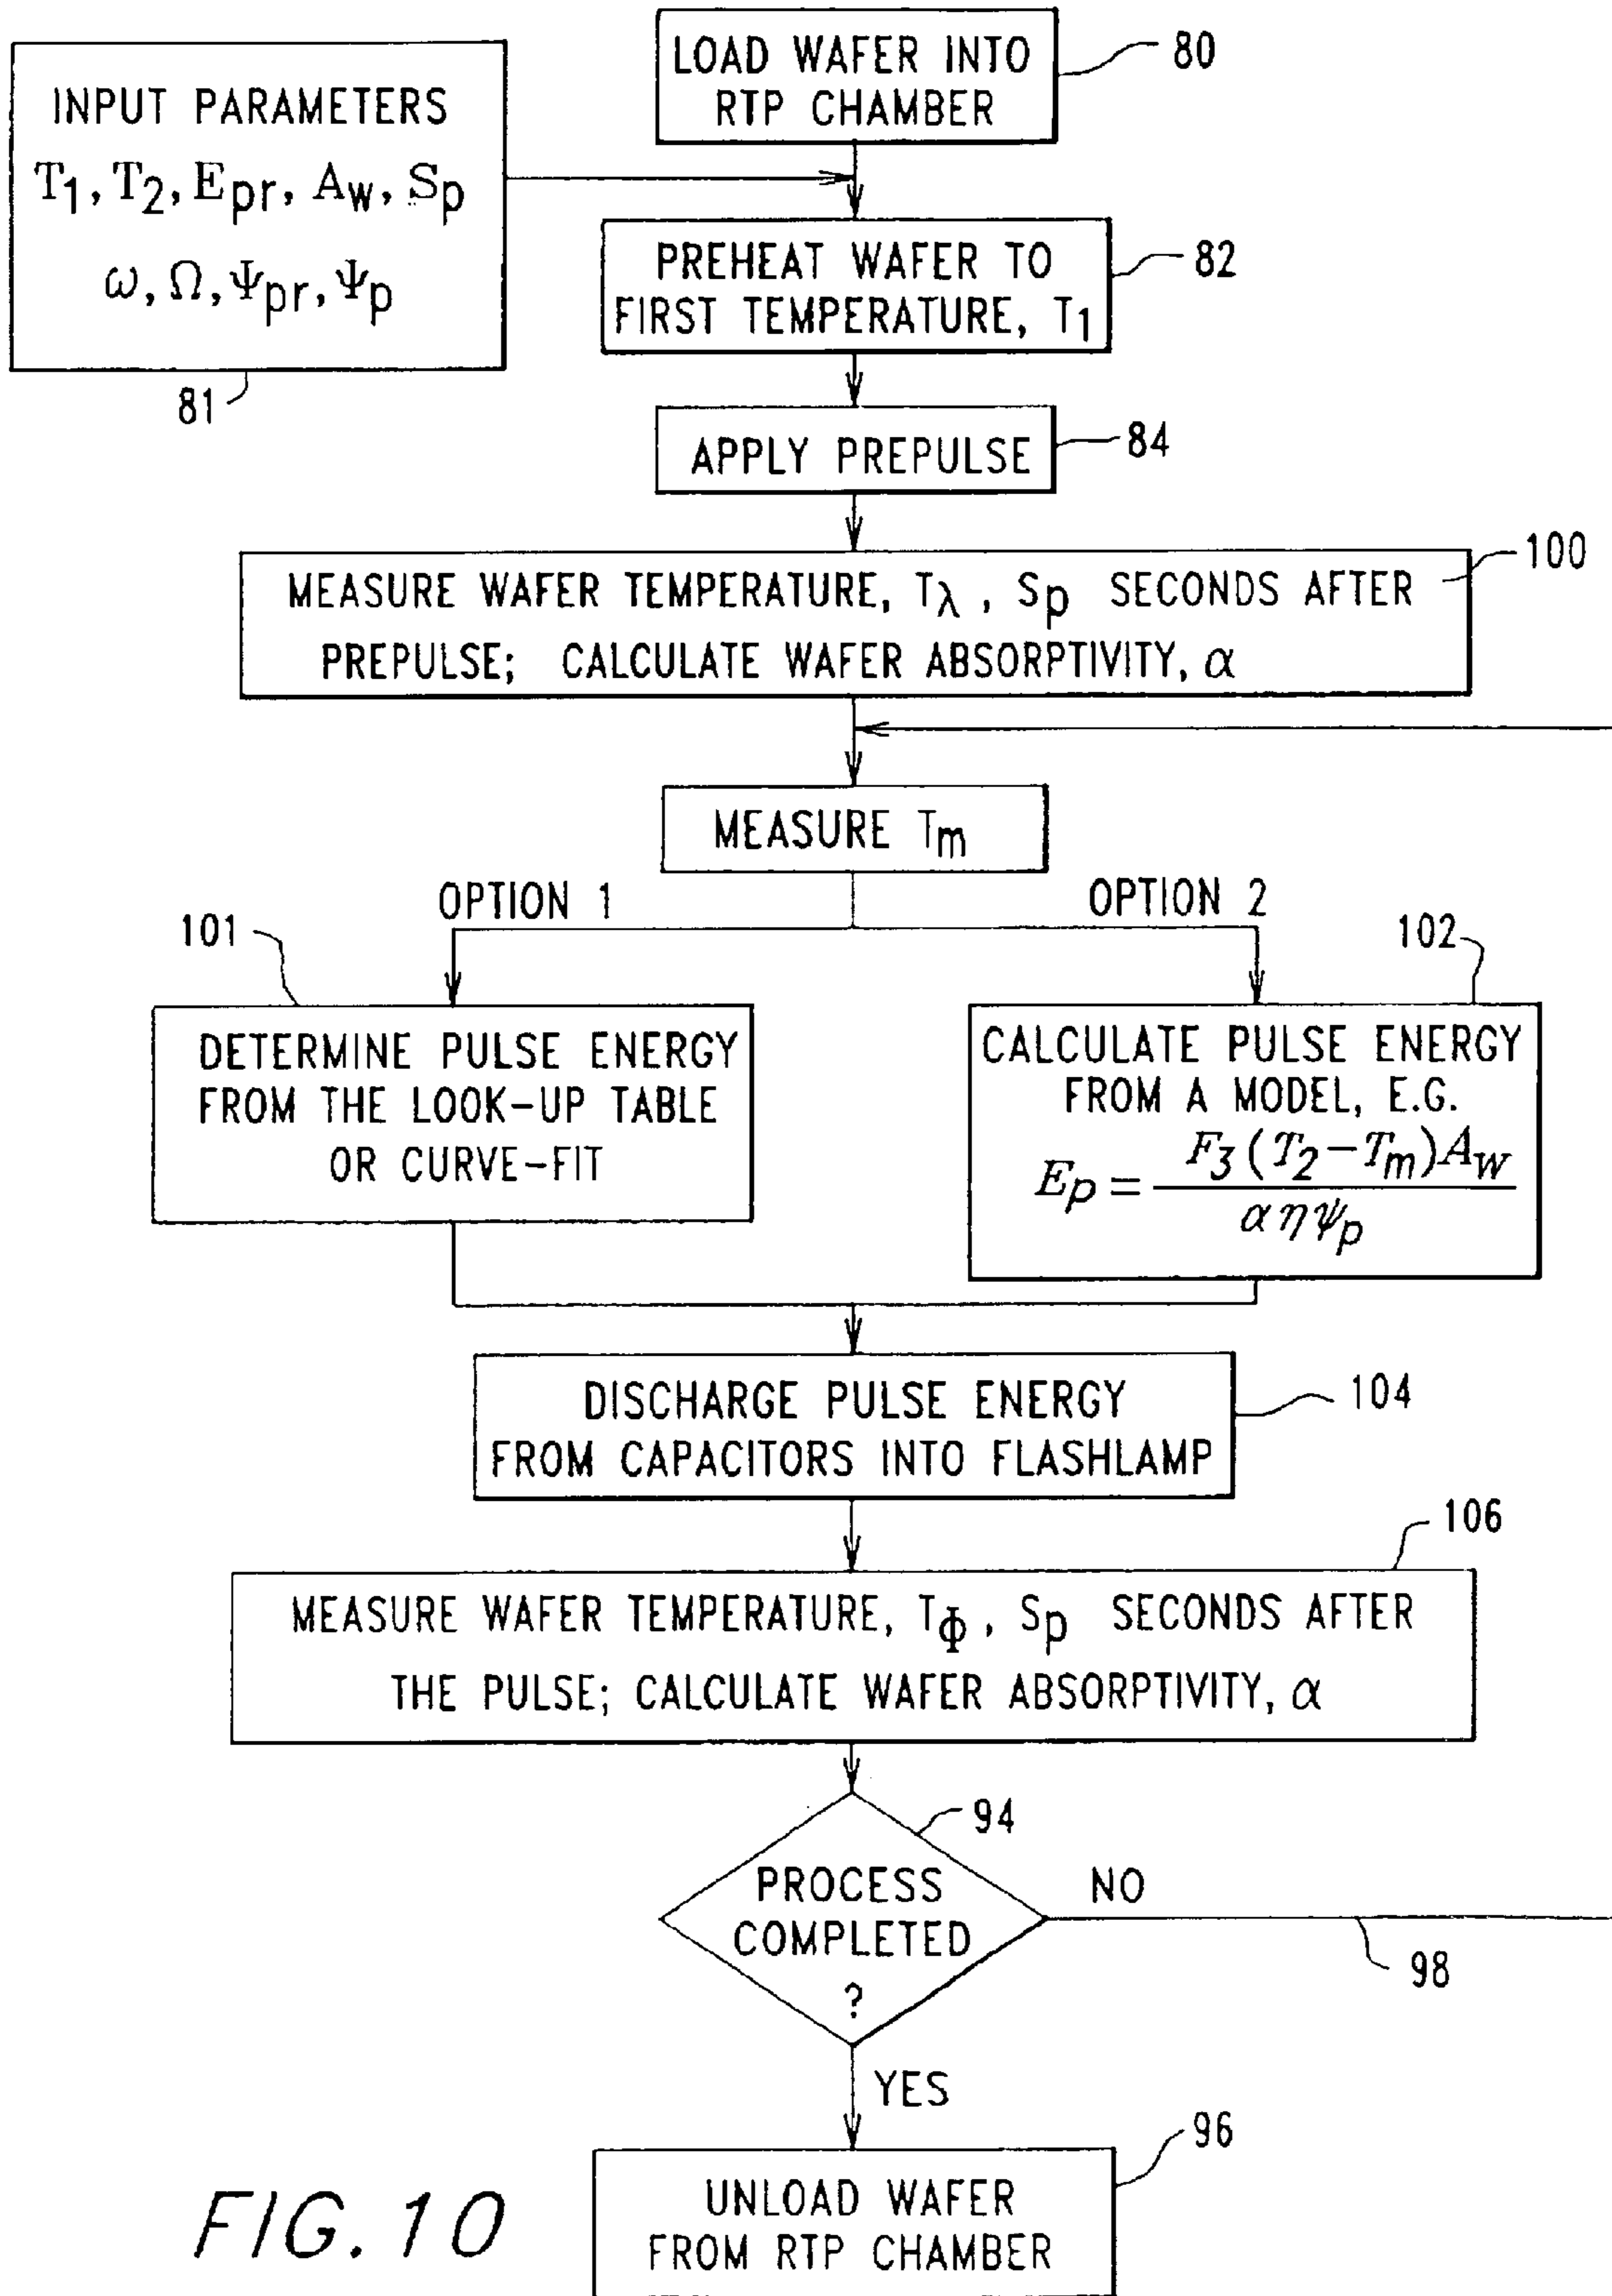 LOAD WAFER INTO
RTP CHAMBER
80
INPUT PARAMETERS
T1, T2, Epr, Aw, Sp
ω, Ω, Ψpr, Ψp
81
PREHEAT WAFER TO
FIRST TEMPERATURE, T1
82
APPLY PREPULSE
84
MEASURE WAFER TEMPERATURE, Tλ, Sp SECONDS AFTER
PREPULSE; CALCULATE WAFER ABSORPTIVITY, α
100
MEASURE Tm
OPTION 1
OPTION 2
101
DETERMINE PULSE ENERGY
FROM THE LOOK-UP TABLE
OR CURVE-FIT
102
CALCULATE PULSE ENERGY
FROM A MODEL, E.G.
Ep = F3 (T2-Tm)Aw / α η ψp
DISCHARGE PULSE ENERGY
FROM CAPACITORS INTO FLASHLAMP
104
106
MEASURE WAFER TEMPERATURE, TΦ, Sp SECONDS AFTER
THE PULSE; CALCULATE WAFER ABSORPTIVITY, α
94
PROCESS
COMPLETED
?
NO
98
YES
96
UNLOAD WAFER
FROM RTP CHAMBER
FIG. 10